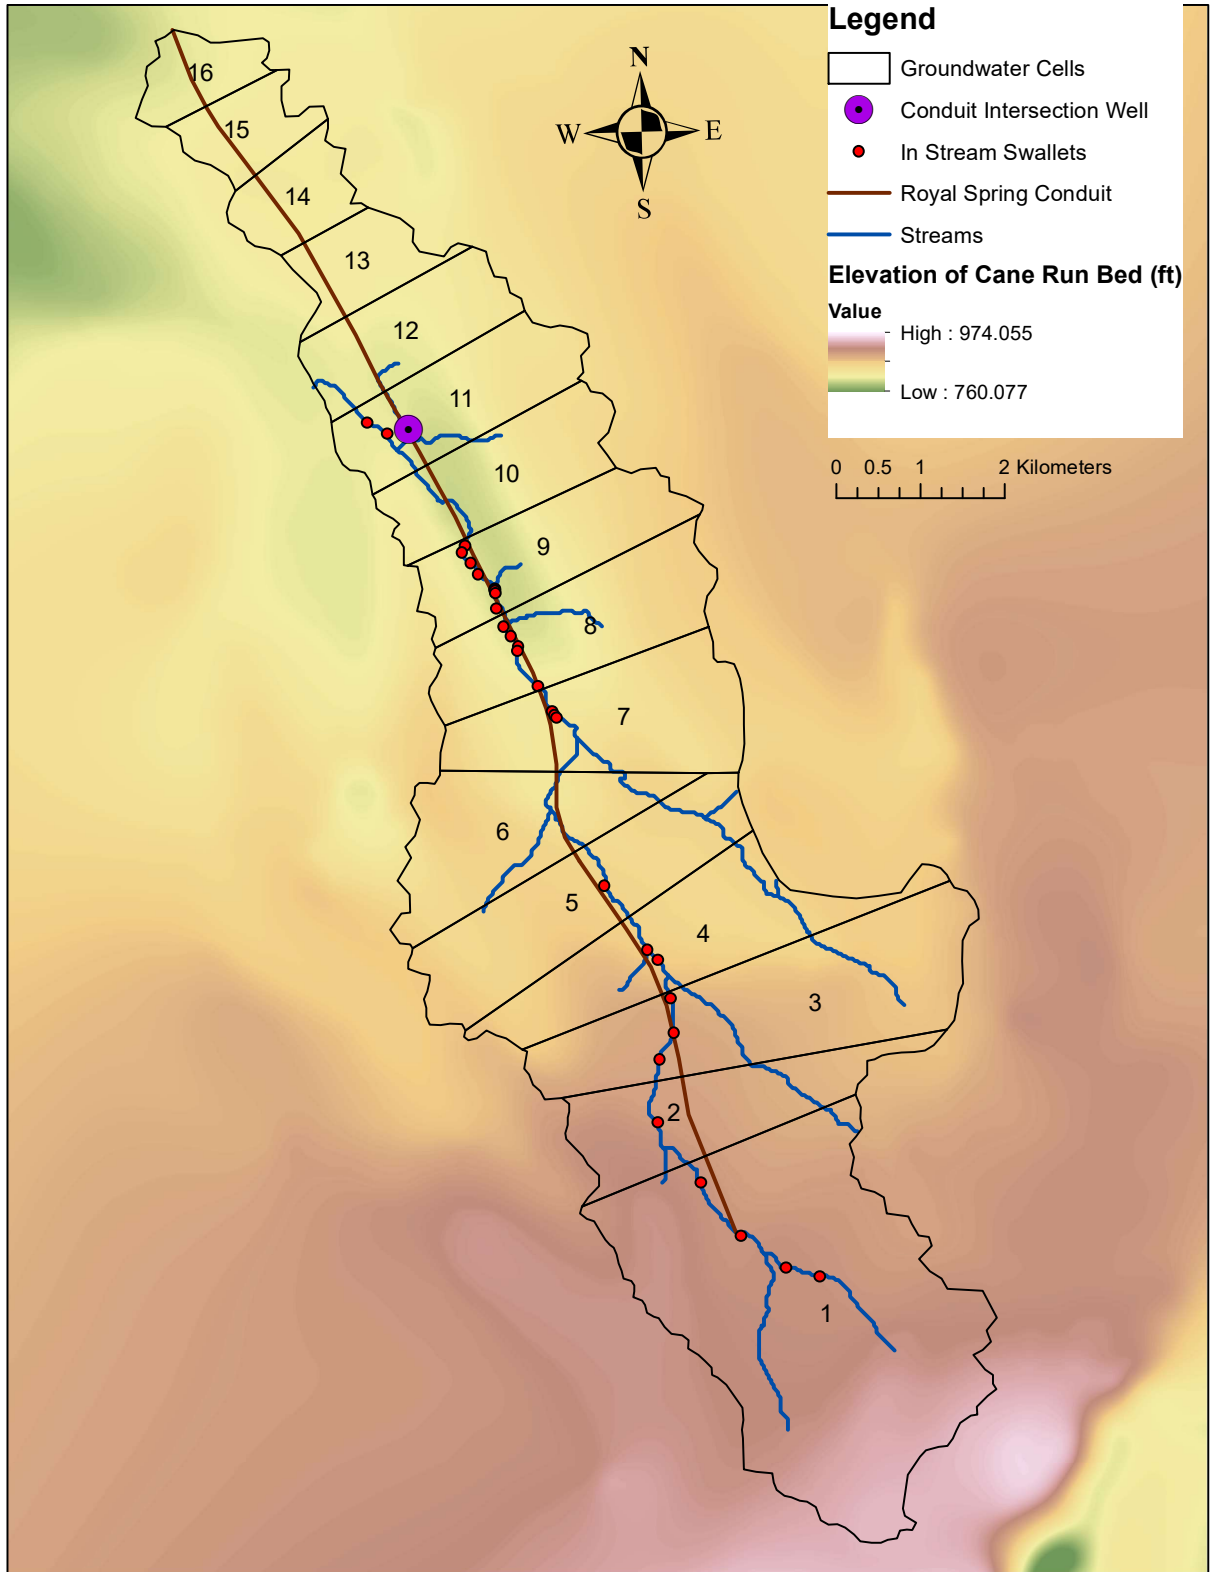 Legend
Groundwater Cells
Conduit Intersection Well
In Stream Swallets
Royal Spring Conduit
Streams
Elevation of Cane Run Bed (ft)
Value
High : 974.055
Low : 760.077
0 0.5 1 2 Kilometers
N
W E
S
16
15
14
13
12
11
10
9
8
7
6
5
4
3
2
1